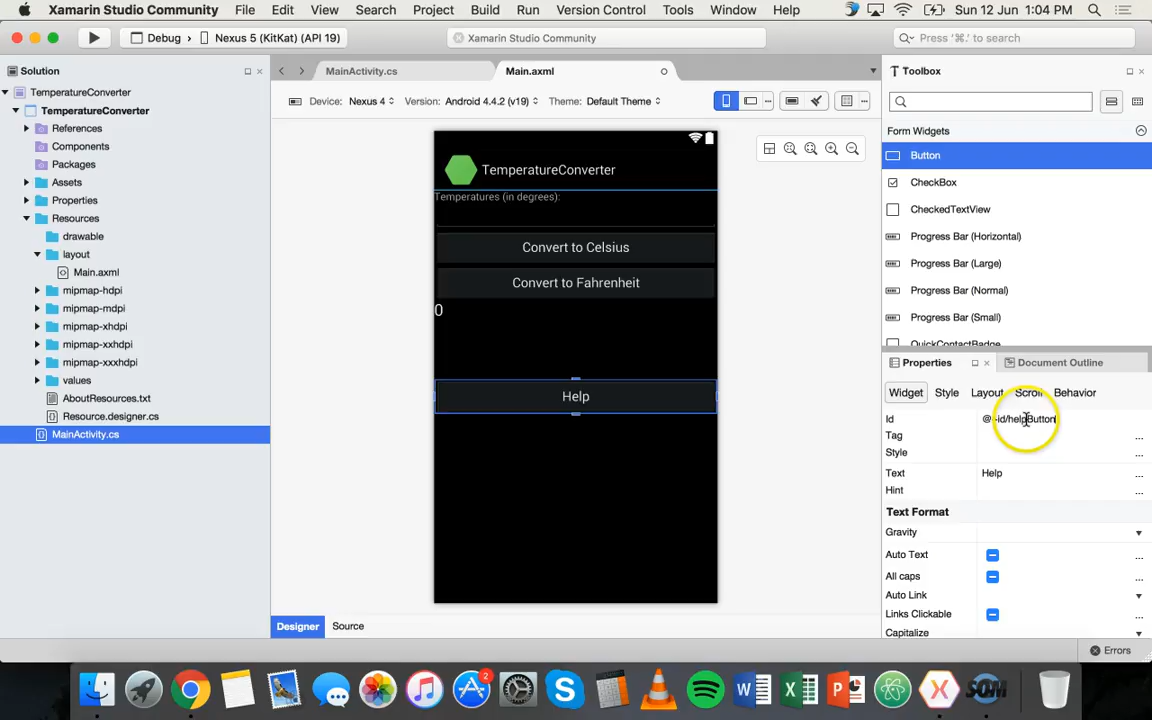 Xamarin Studio Community File Edit View Search Project Build Run Version Control Tools Window Help Sun 12 Jun 1:04 PM
Debug Nexus 5 (KitKat) (API 19) Xamarin Studio Community Press '⌘.' to search
Solution
TemperatureConverter
TemperatureConverter
References
Components
Packages
Assets
Properties
Resources
drawable
layout
Main.axml
mipmap-hdpi
mipmap-mdpi
mipmap-xhdpi
mipmap-xxhdpi
mipmap-xxxhdpi
values
AboutResources.txt
Resource.designer.cs
MainActivity.cs
MainActivity.cs Main.axml
Device: Nexus 4 Version: Android 4.4.2 (v19) Theme: Default Theme
TemperatureConverter
Temperatures (in degrees):
Convert to Celsius
Convert to Fahrenheit
0
Help
Designer Source
Toolbox
Form Widgets
Button
CheckBox
CheckedTextView
Progress Bar (Horizontal)
Progress Bar (Large)
Progress Bar (Normal)
Progress Bar (Small)
QuickContactBadge
Properties Document Outline
Widget Style Layout Scroll Behavior
Id @+id/helpButton
Tag ...
Style ...
Text Help ...
Hint ...
Text Format
Gravity
Auto Text ...
All caps ...
Auto Link
Links Clickable ...
Capitalize
Errors
2
W X P X SOM